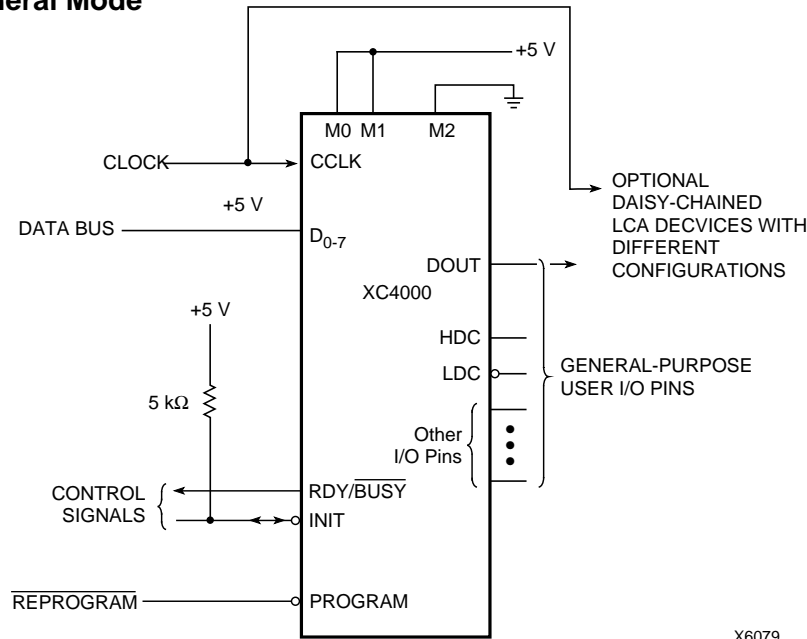 neral Mode
+5 V
M0 M1 M2
CLOCK
CCLK
OPTIONAL
DAISY-CHAINED
LCA DECVICES WITH
DIFFERENT
CONFIGURATIONS
+5 V
DATA BUS
D0-7
DOUT
XC4000
+5 V
HDC
LDC
GENERAL-PURPOSE
USER I/O PINS
5 kΩ
Other
I/O Pins
CONTROL
SIGNALS
RDY/BUSY
INIT
REPROGRAM
PROGRAM
X6079